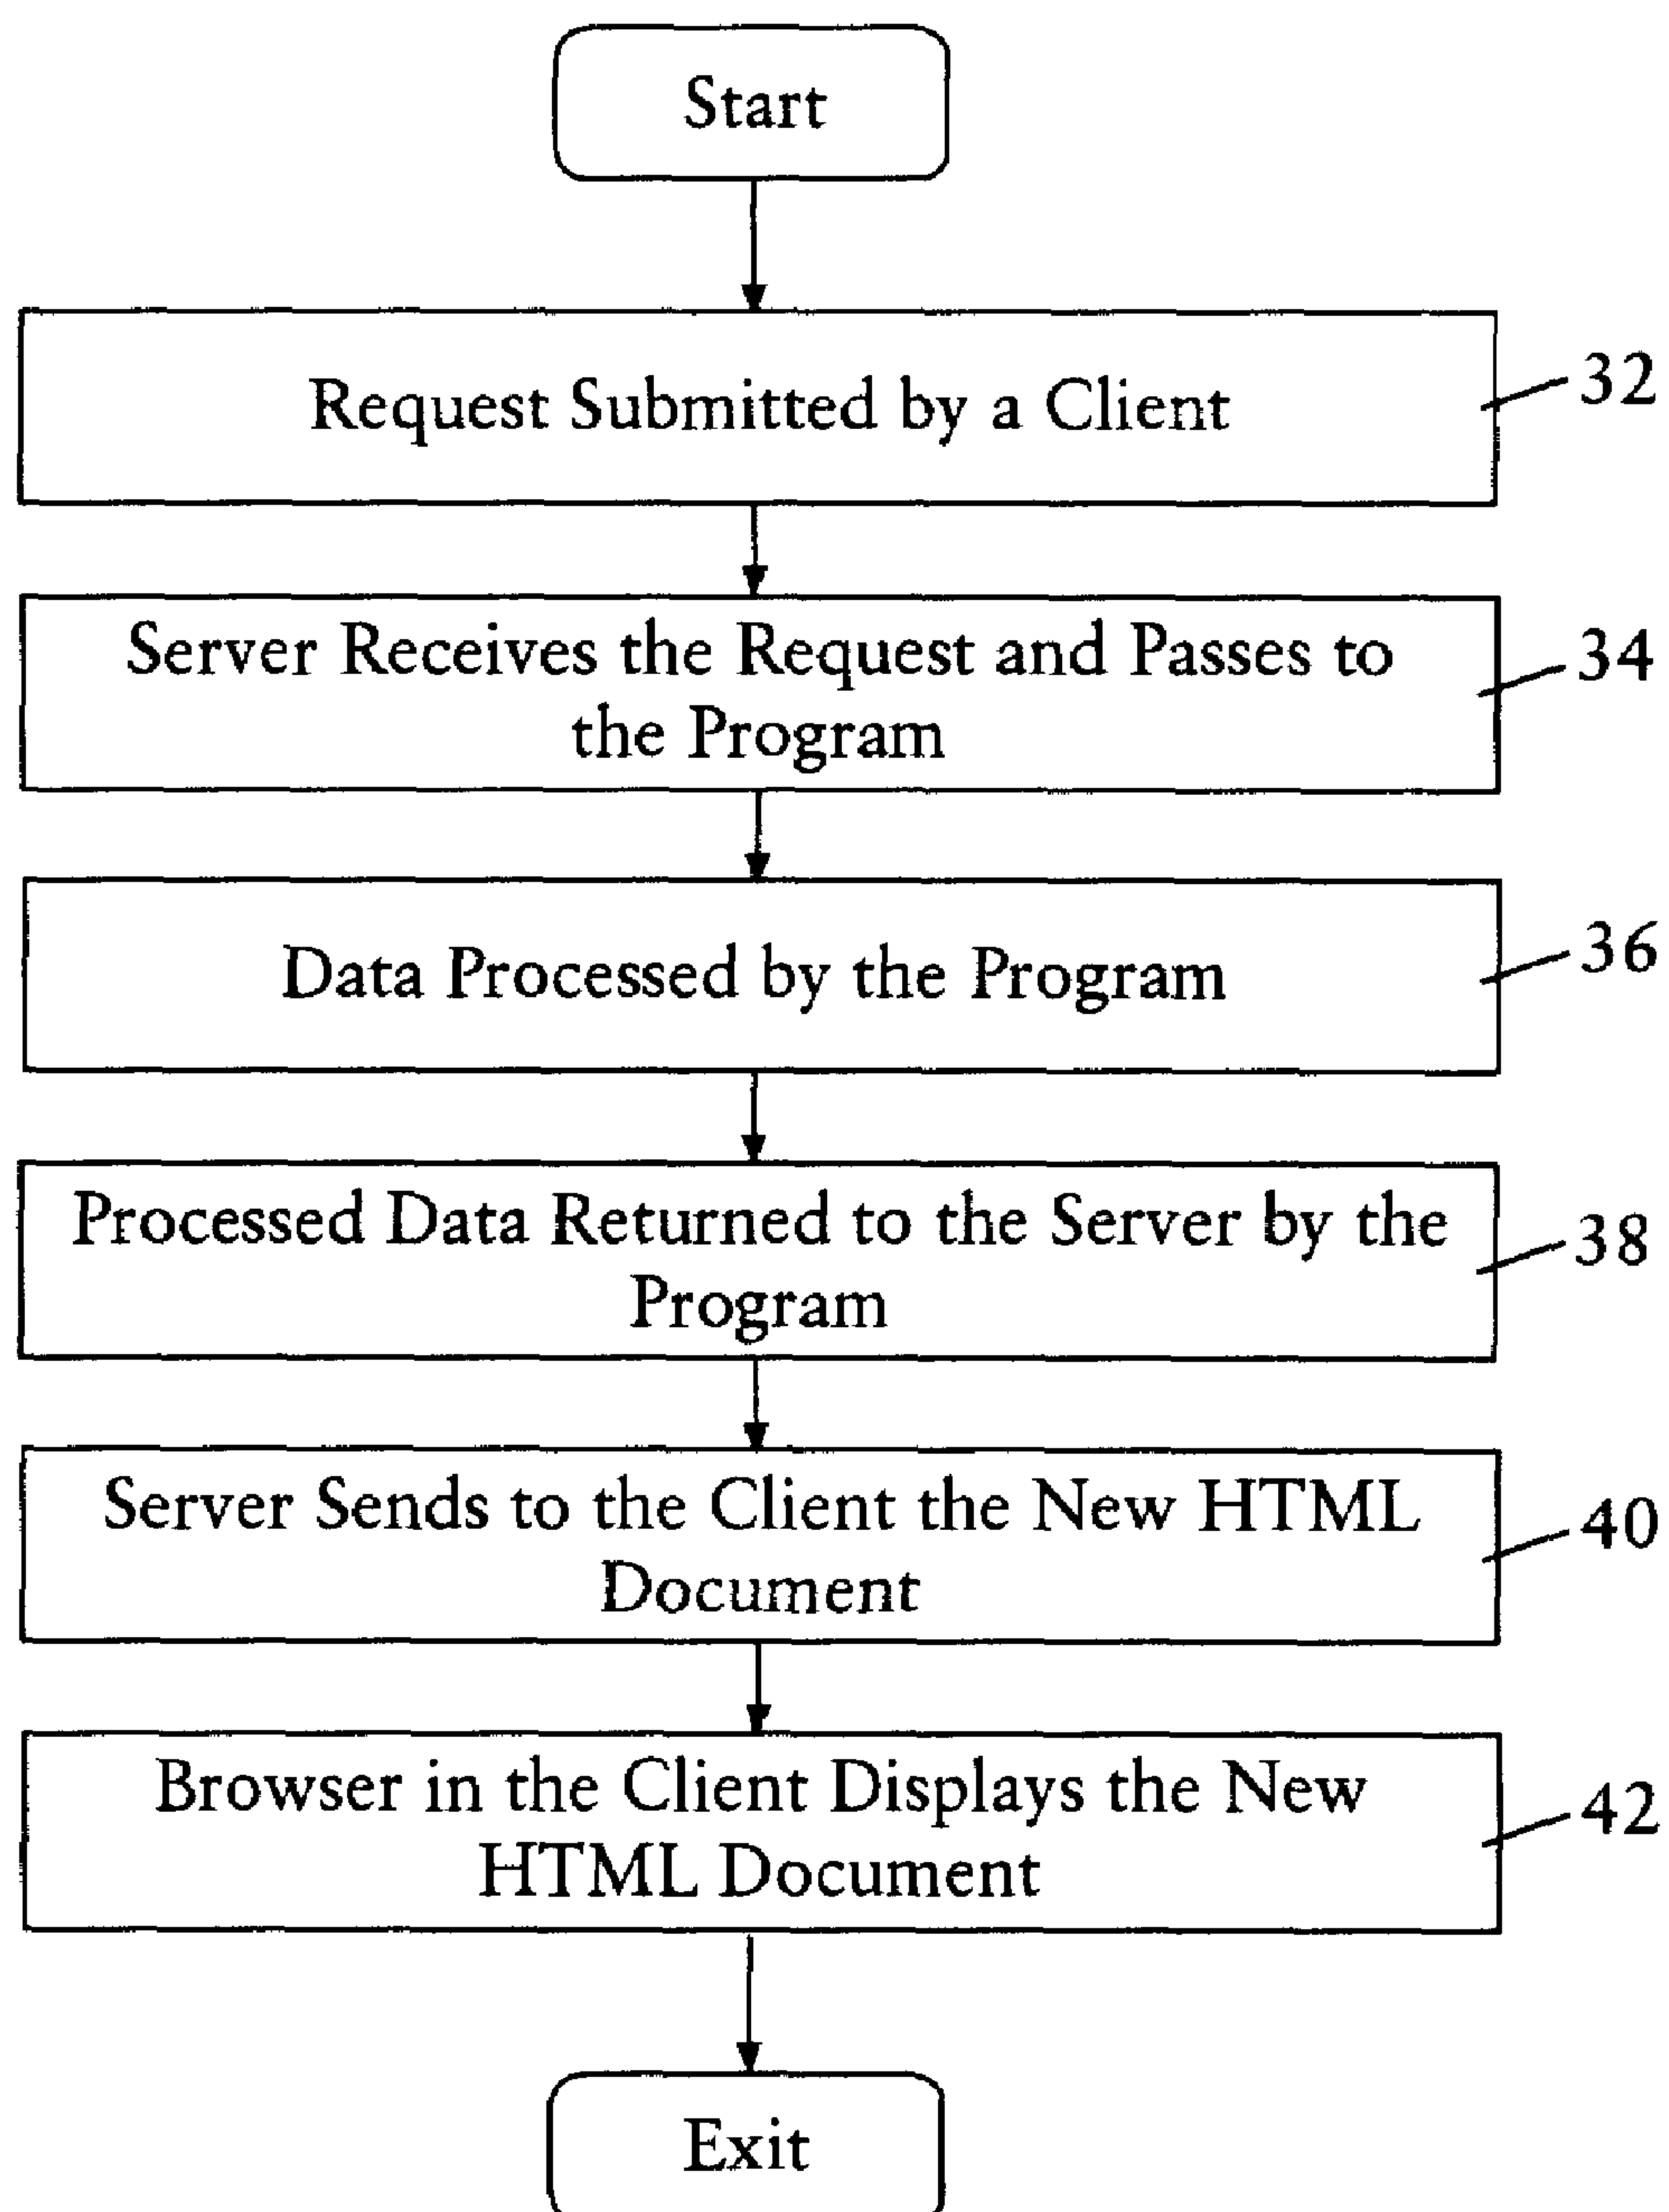 Start
Request Submitted by a Client
32
Server Receives the Request and Passes to
the Program
34
Data Processed by the Program
36
Processed Data Returned to the Server by the
Program
38
Server Sends to the Client the New HTML
Document
40
Browser in the Client Displays the New
HTML Document
42
Exit